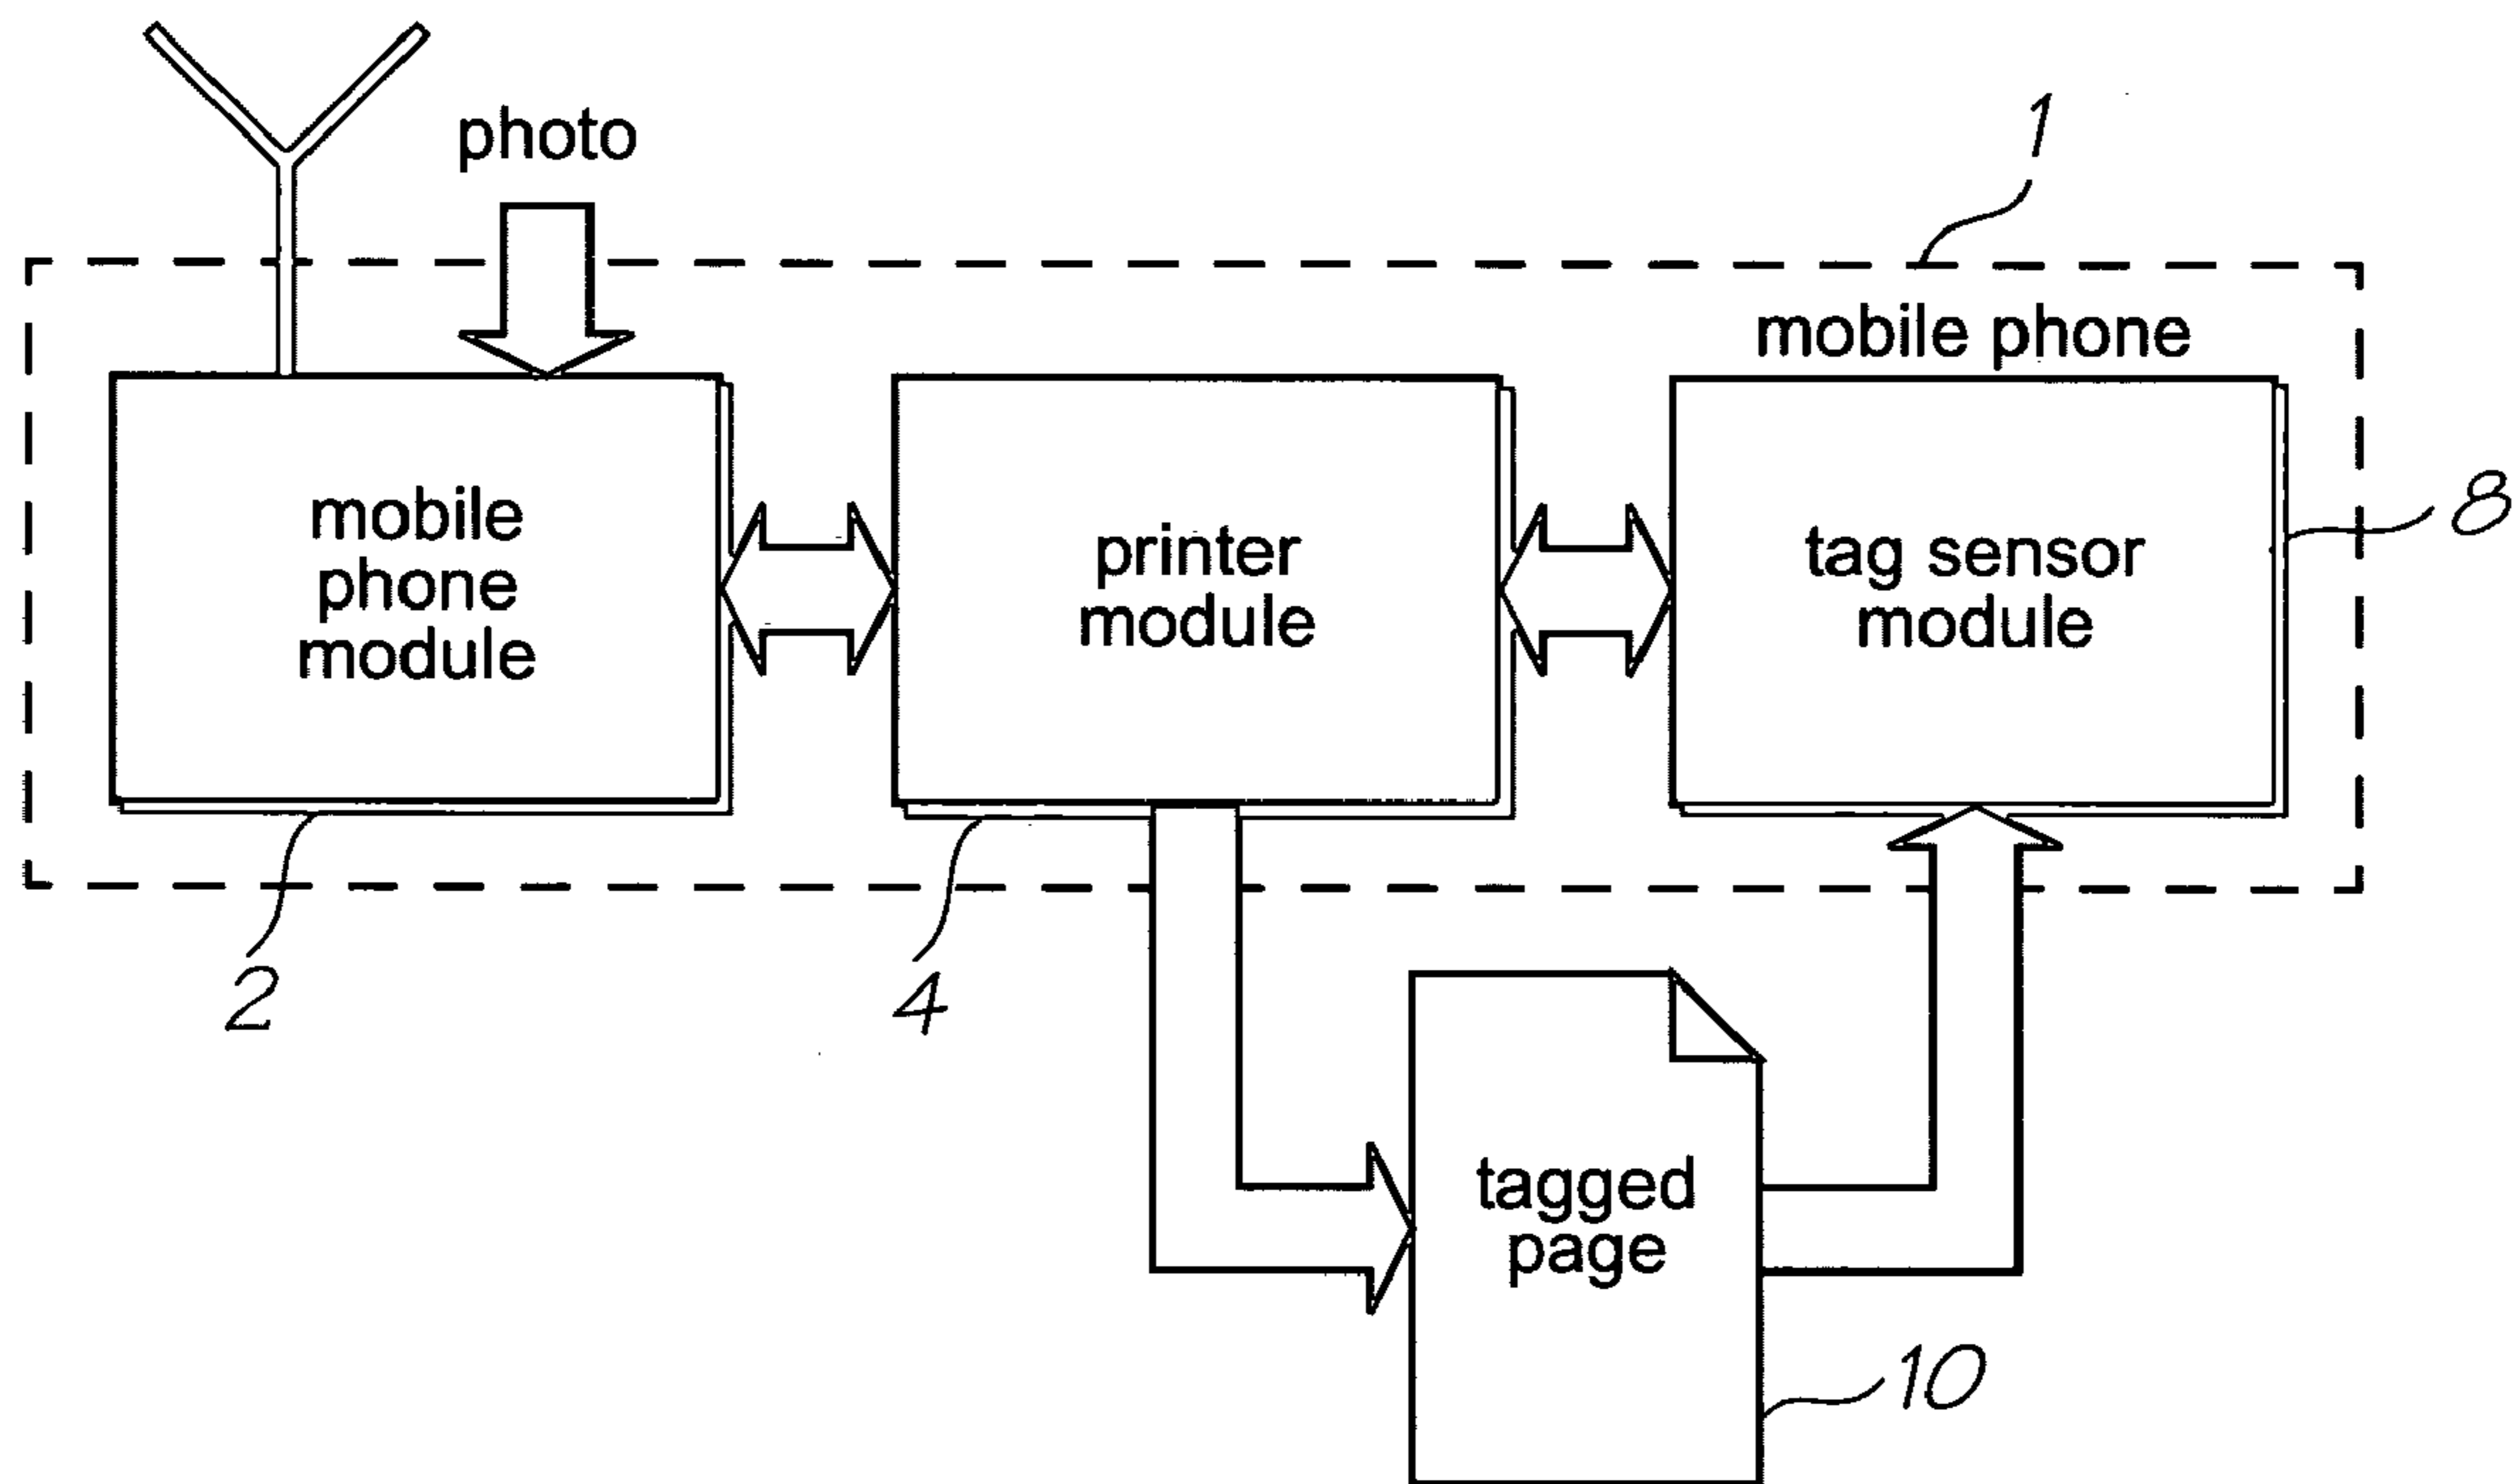 photo
1
mobile phone
mobile
phone
module
printer
module
tag sensor
module
8
2
4
tagged
page
10